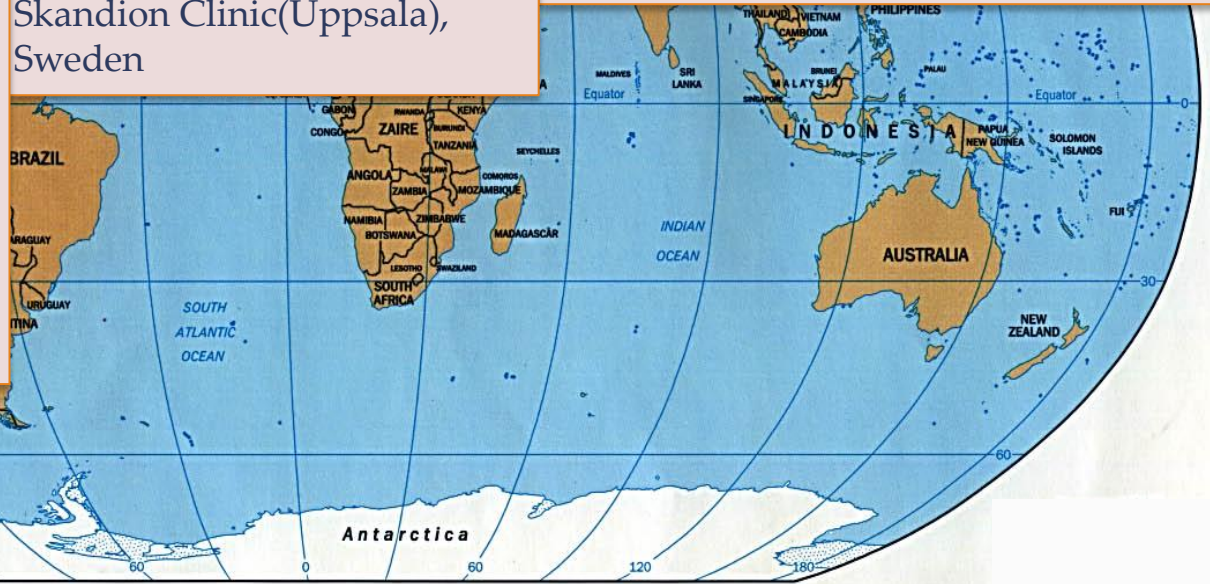 Skandion Clinic(Uppsala),
Sweden
THAILAND
VIETNAM
PHILIPPINES
CAMBODIA
MALDIVES
SRI
LANKA
BRUNEI
PALAU
MALAYSIA
SINGAPORE
Equator
Equator
0
GABON
RWANDA
KENYA
CONGO
ZAIRE
BURUNDI
TANZANIA
SEYCHELLES
INDONESIA
PAPUA
NEW GUINEA
SOLOMON
ISLANDS
BRAZIL
ANGOLA
MALAWI
COMOROS
ZAMBIA
MOZAMBIQUE
NAMIBIA
ZIMBABWE
BOTSWANA
MADAGASCAR
INDIAN
OCEAN
FIJI
ARAGUAY
AUSTRALIA
LESOTHO
SWAZILAND
SOUTH
AFRICA
30
URUGUAY
TINA
SOUTH
ATLANTIC
OCEAN
NEW
ZEALAND
60
Antarctica
60
0
60
120
180